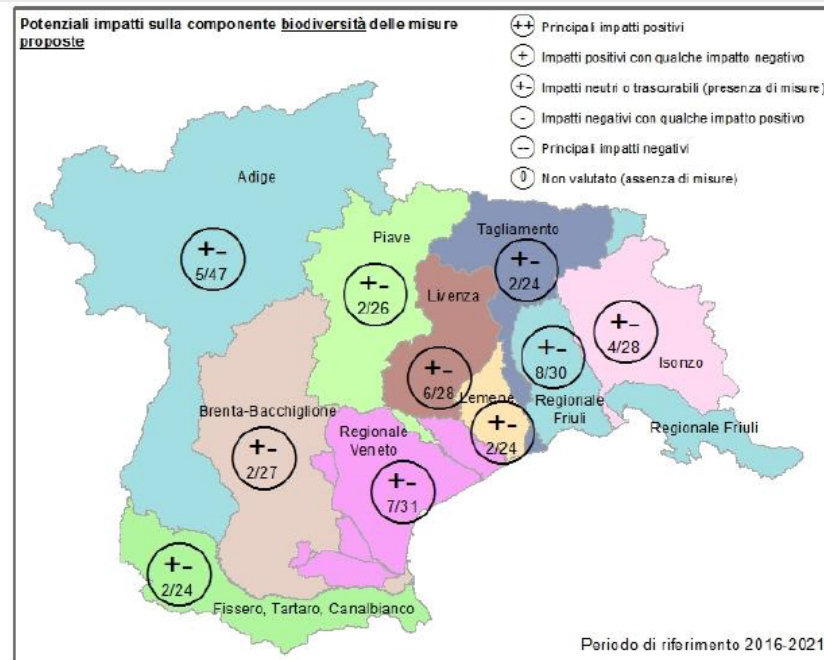 Potenziali impatti sulla componente biodiversità delle misure
proposte
++ Principali impatti positivi
+ Impatti positivi con qualche impatto negativo
+- Impatti neutri o trascurabili (presenza di misure)
- Impatti negativi con qualche impatto positivo
-- Principali impatti negativi
0 Non valutato (assenza di misure)
Adige
+-
5/47
Piave
+-
2/26
Tagliamento
+-
2/24
Livenza
+-
6/28
Lemene
+-
2/24
+-
8/30
Regionale
Friuli
+-
4/28
Isonzo
Regionale Friuli
Brenta-Bacchiglione
+-
2/27
Regionale
Veneto
+-
7/31
+-
2/24
Fissero, Tartaro, Canalbianco
Periodo di riferimento 2016-2021